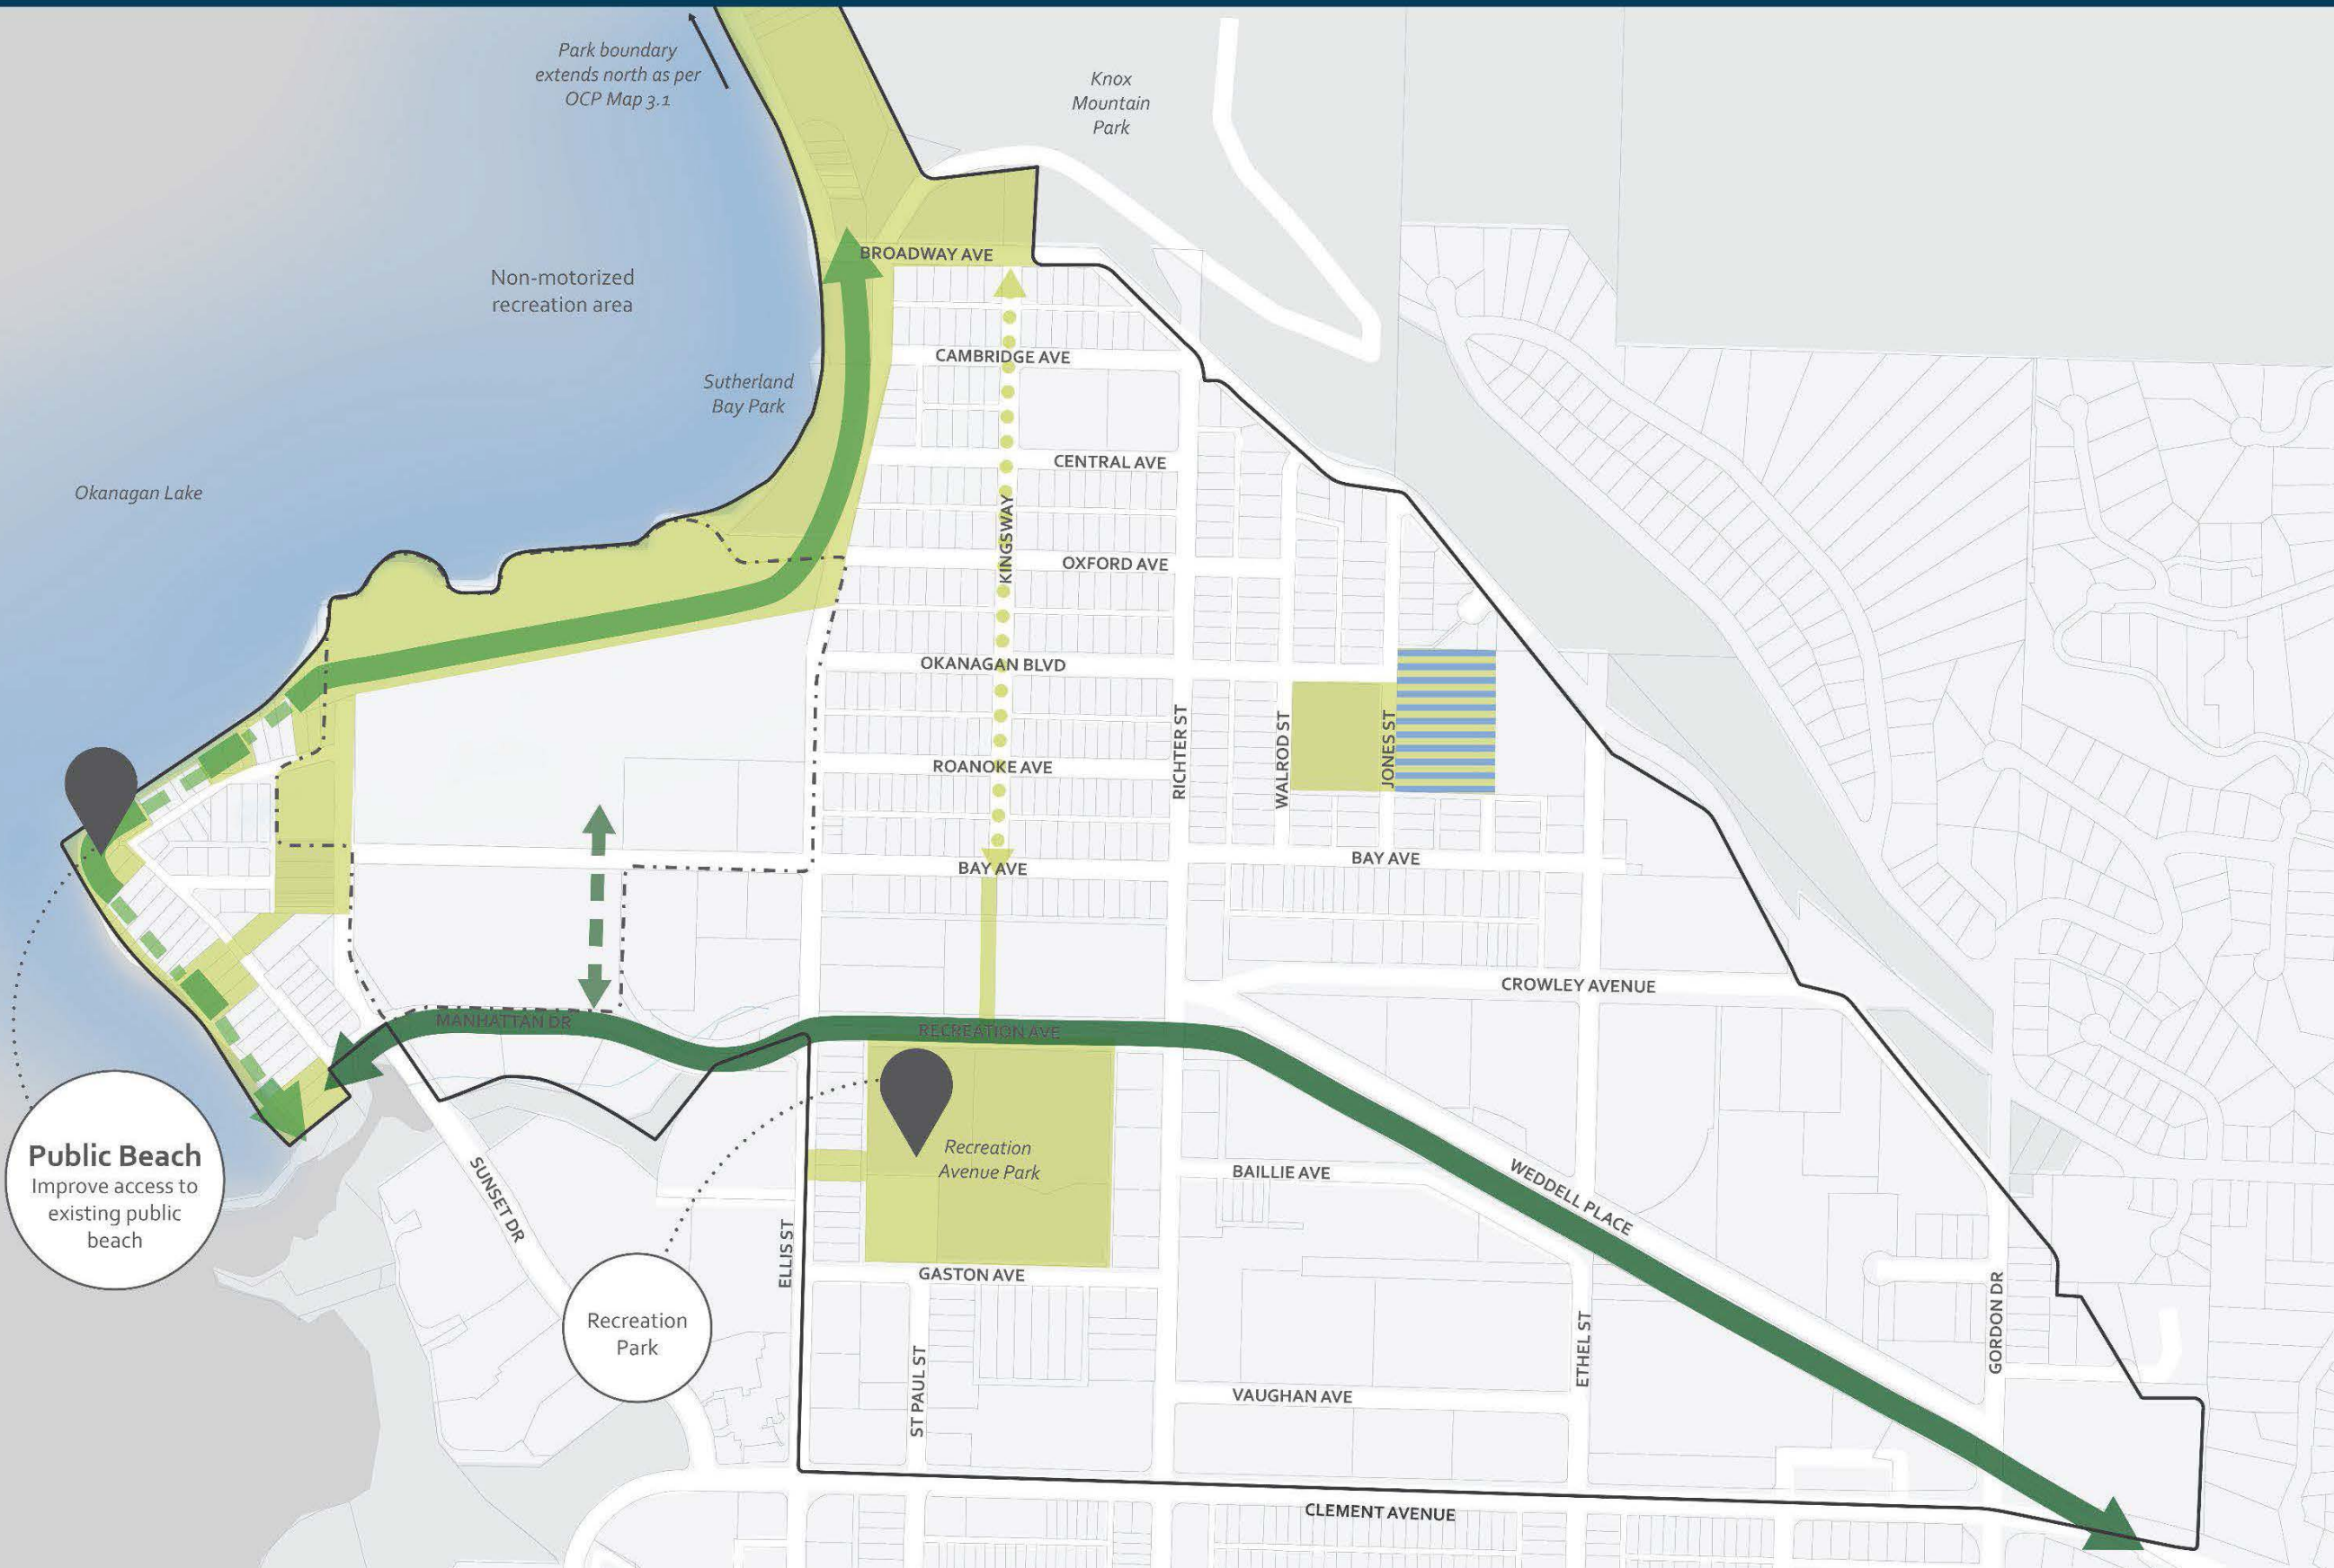 Park boundary
extends north as per
OCP Map 3.1
Knox
Mountain
Park
BROADWAY AVE
Non-motorized
recreation area
CAMBRIDGE AVE
Sutherland
Bay Park
CENTRAL AVE
Okanagan Lake
KINGSWAY
OXFORD AVE
OKANAGAN BLVD
RICHTER ST
WALROD ST
JONES ST
ROANOKE AVE
BAY AVE
BAY AVE
CROWLEY AVENUE
MANHATTAN DR
RECREATION AVE
Public Beach
Improve access to
existing public
beach
Recreation
Avenue Park
SUNSET DR
BAILLIE AVE
WEDDELL PLACE
ELLIS ST
GASTON AVE
Recreation
Park
ST PAUL ST
ETHEL ST
GORDON DR
VAUGHAN AVE
CLEMENT AVENUE